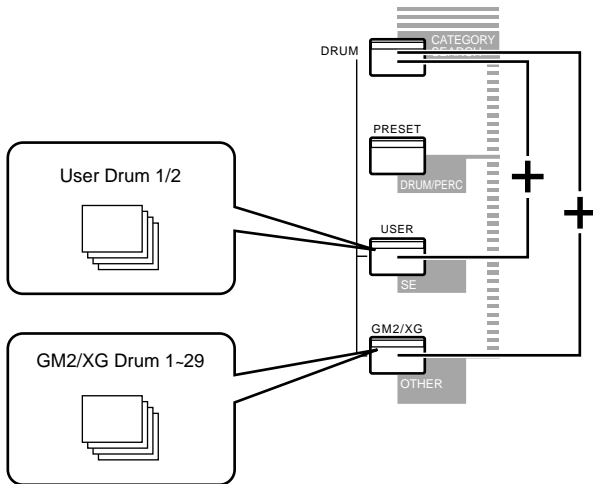 DRUM
CATEGORY
SEARCH
PRESET
DRUM/PERC
User Drum 1/2
USER
SE
GM2/XG
GM2/XG Drum 1~29
OTHER